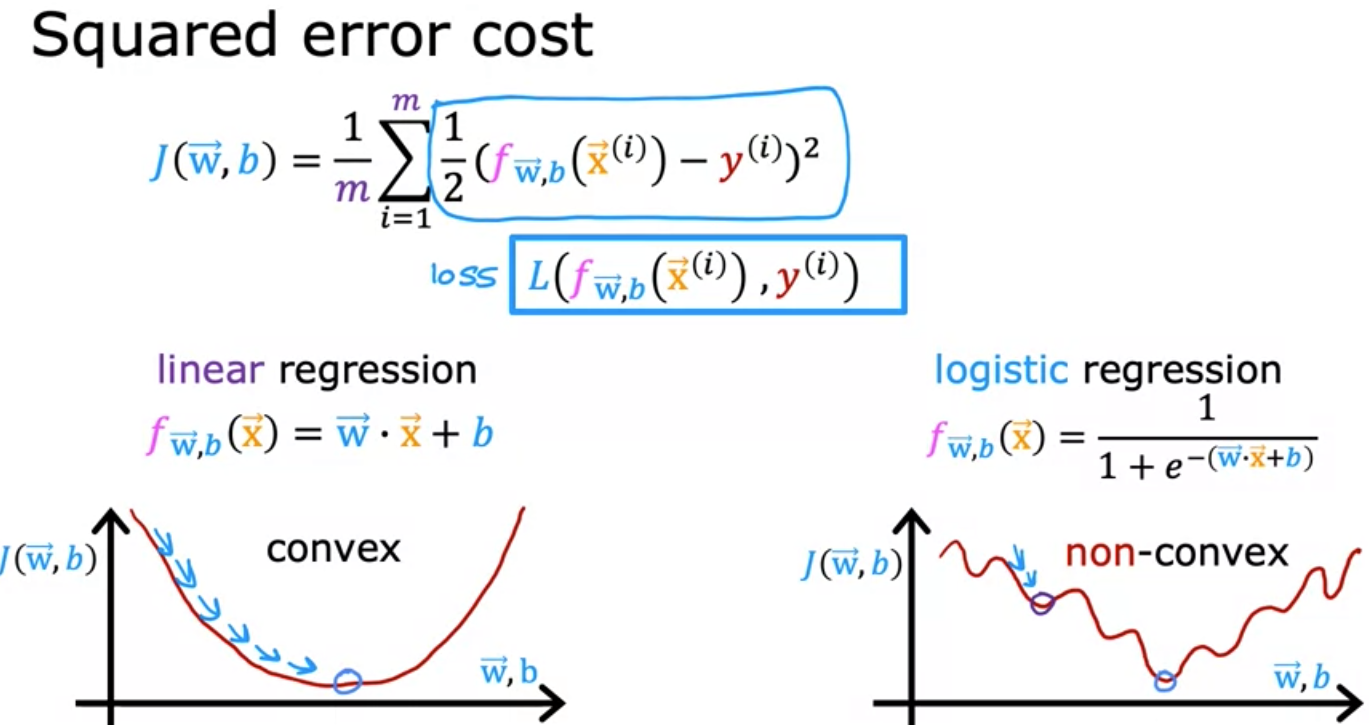 Squared error cost
J(w⃗, b) = 1/m ∑_{i=1}^{m} 1/2 (f_{w⃗,b}(x⃗^{(i)}) − y^{(i)})²
loss L(f_{w⃗,b}(x⃗^{(i)}), y^{(i)})
linear regression
f_{w⃗,b}(x⃗) = w⃗ · x⃗ + b
J(w⃗, b)
convex
w⃗, b
logistic regression
f_{w⃗,b}(x⃗) = 1/(1 + e^{−(w⃗·x⃗+b)})
J(w⃗, b)
non-convex
w⃗, b